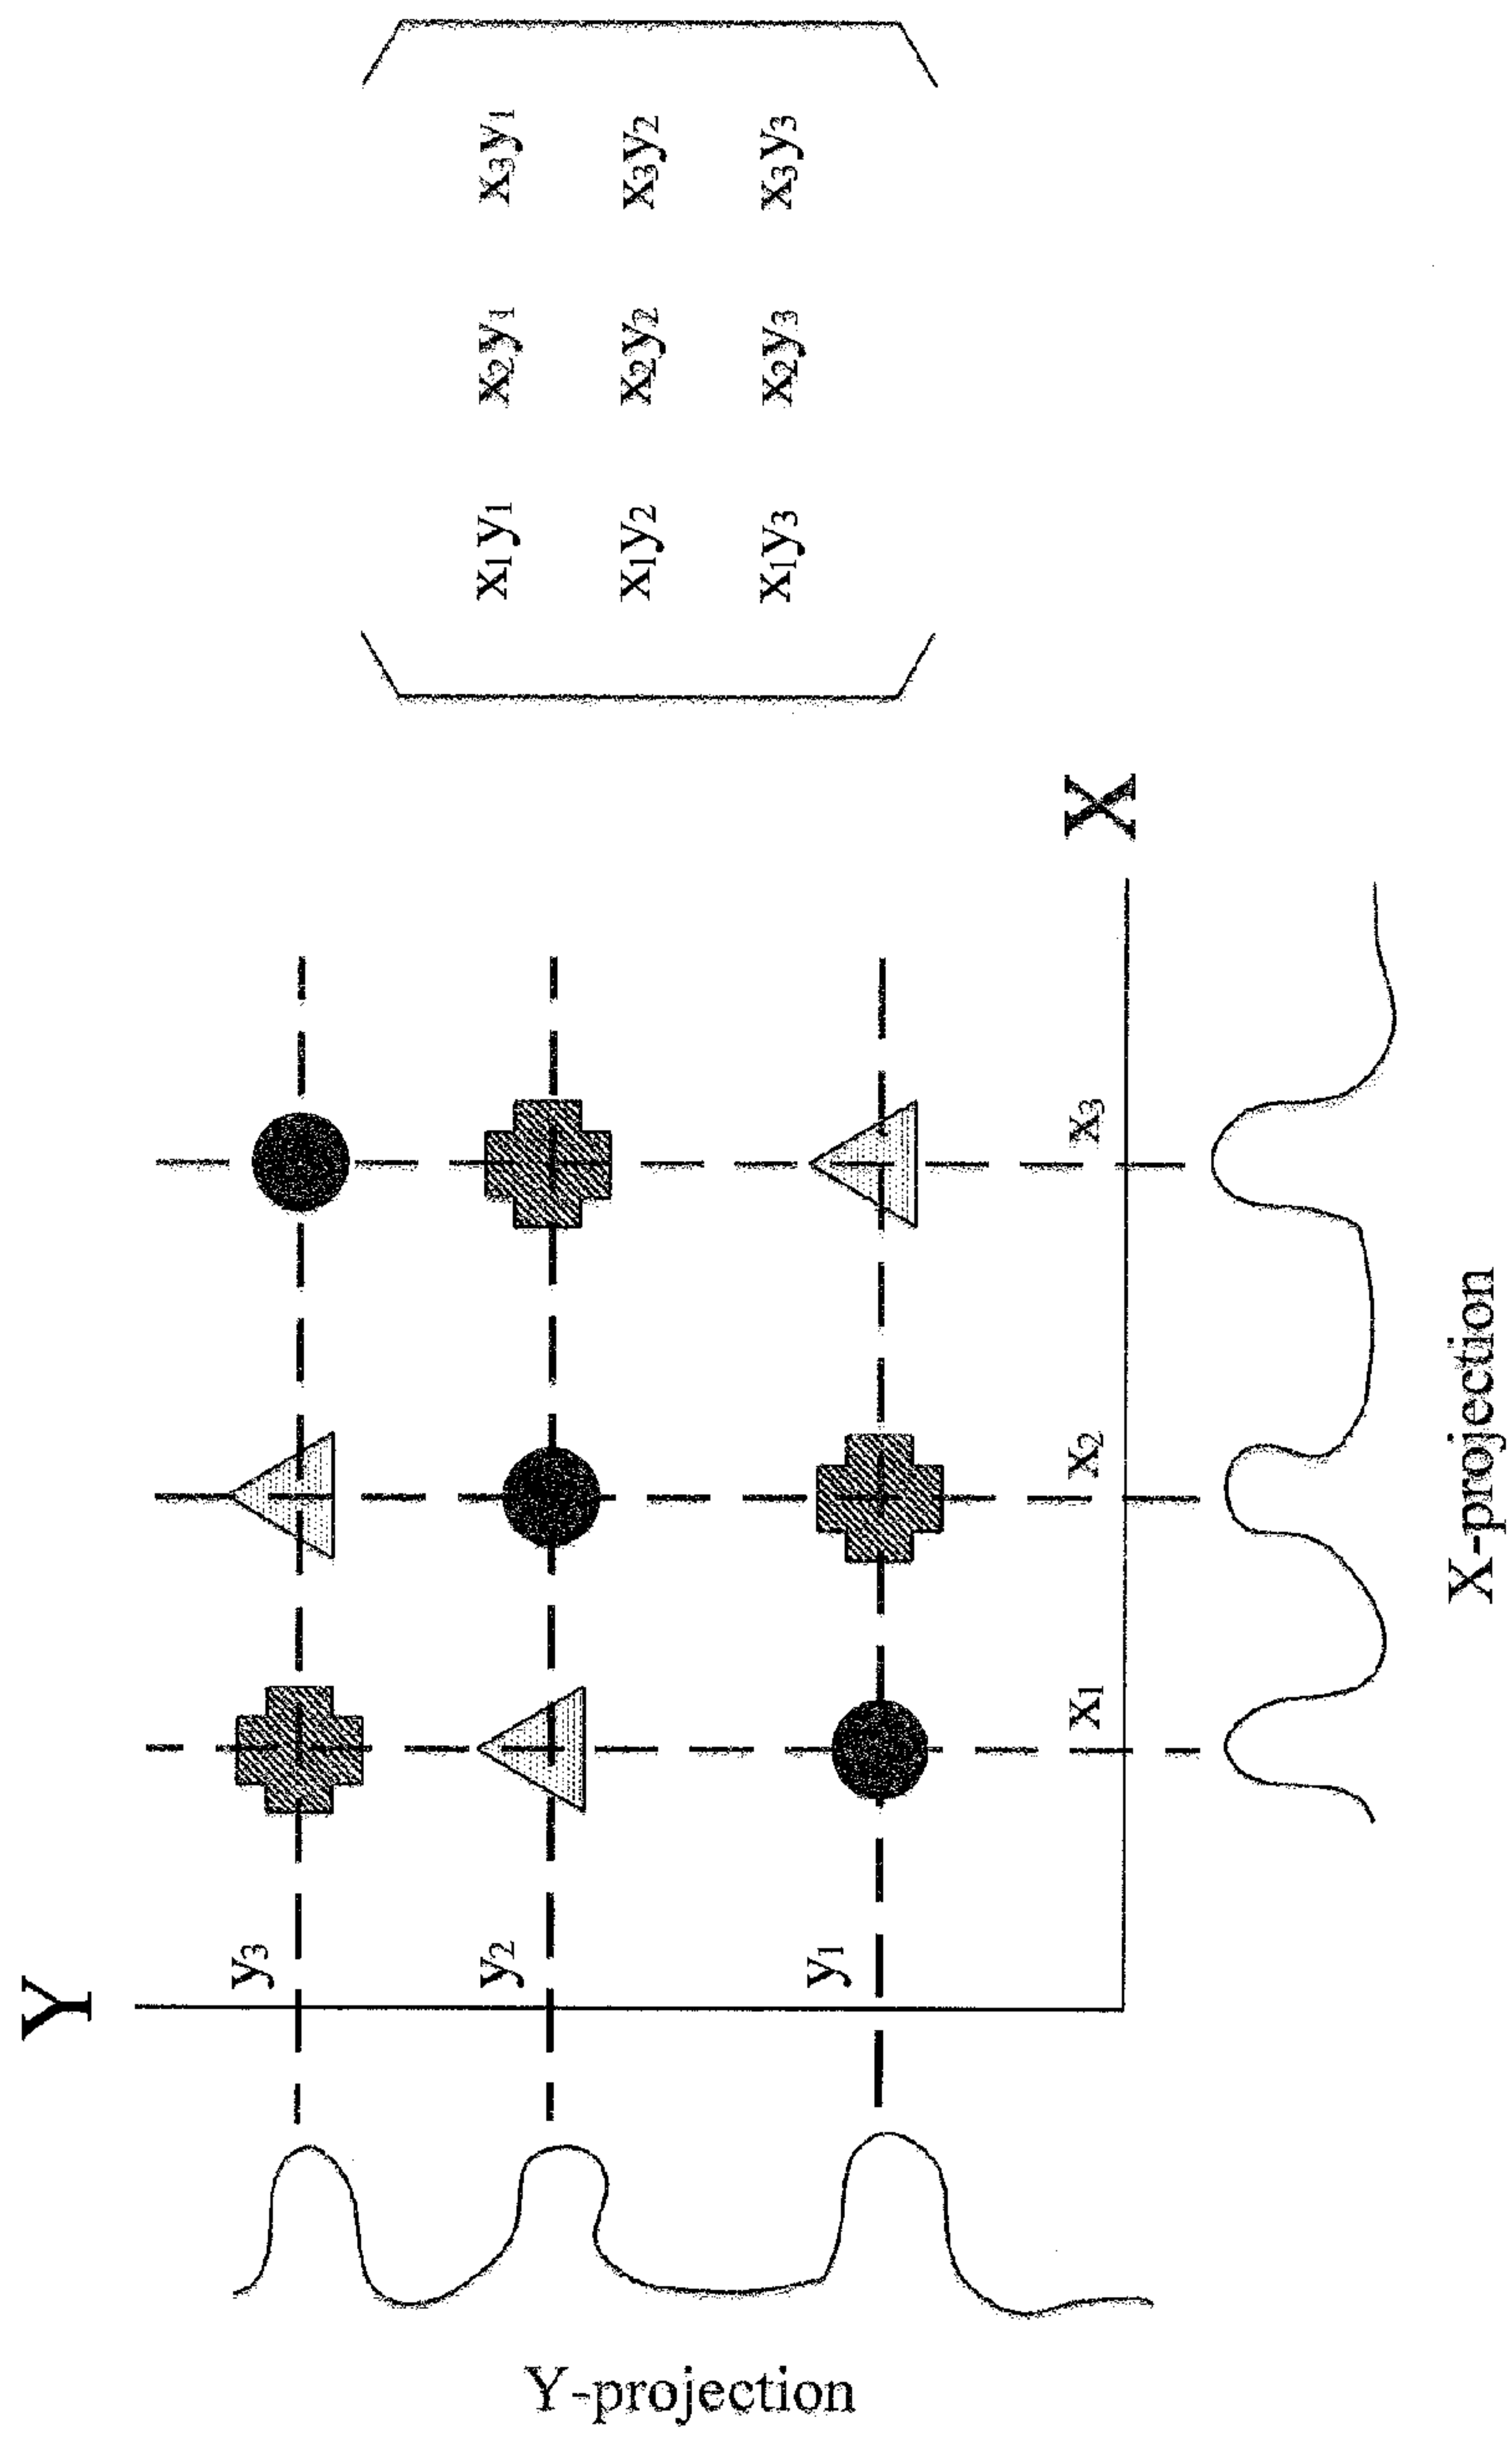 Y
y₃
y₂
y₁
x₁ x₂ x₃
X
Y-projection
X-projection
x₁y₁ x₂y₁ x₃y₁
x₁y₂ x₂y₂ x₃y₂
x₁y₃ x₂y₃ x₃y₃